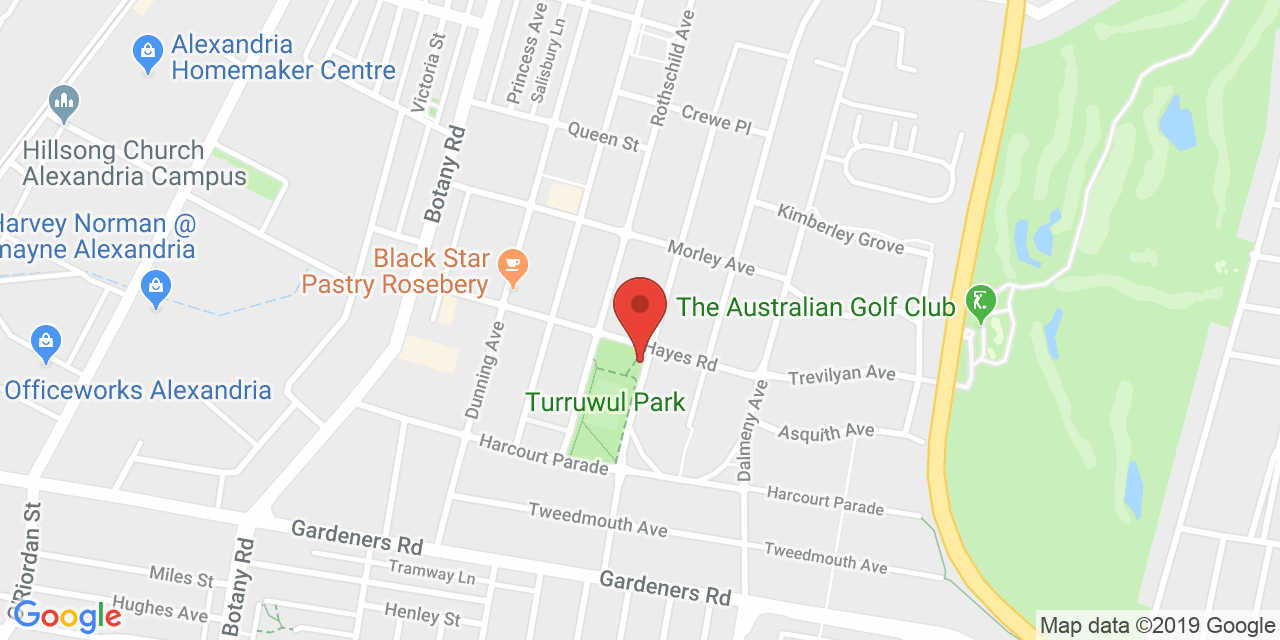 Alexandria
Homemaker Centre
Hillsong Church
Alexandria Campus
Harvey Norman @
mayne Alexandria
Officeworks Alexandria
Victoria St
Botany Rd
Princess Ave
Salisbury Ln
Rothschild Ave
Crewe Pl
Queen St
Kimberley Grove
Morley Ave
Black Star
Pastry Rosebery
The Australian Golf Club
Hayes Rd
Trevilyan Ave
Dunning Ave
Turruwul Park
Dalmeny Ave
Asquith Ave
Harcourt Parade
Harcourt Parade
Tweedmouth Ave
Tweedmouth Ave
Gardeners Rd
Gardeners Rd
O'Riordan St
Botany Rd
Miles St
Hughes Ave
Tramway Ln
Henley St
Google
Map data ©2019 Google